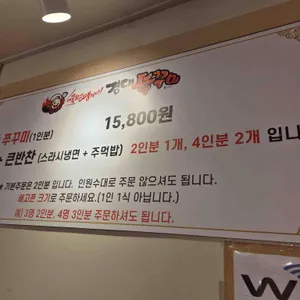 경대
쭈꾸미(1인분) 15,800원
큰반찬 (스라시냉면 + 주먹밥) 2인분 1개, 4인분 2개 입니
★ 기본주문은 2인분 입니다. 인원수대로 주문 않으셔도 됩니다.
배고픈 크기로 주문하세요.(1인 1식 아닙니다.)
예) 3명 2인분, 4명 3인분 주문하셔도 됩니다.
W